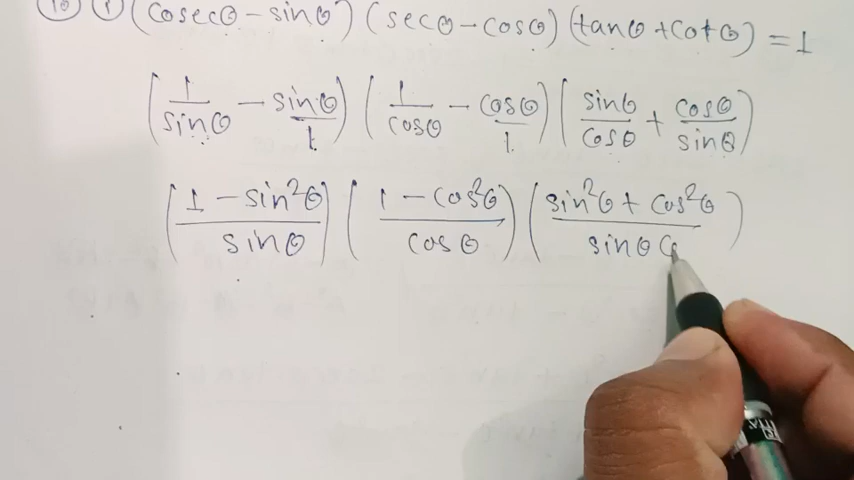 (10) (1) (cosecθ - sinθ) (secθ - cosθ) (tanθ + cotθ) = 1
(1/sinθ - sinθ/1) (1/cosθ - cosθ/1) (sinθ/cosθ + cosθ/sinθ)
((1 - sin²θ)/sinθ) ((1 - cos²θ)/cosθ) ((sin²θ + cos²θ)/sinθ c)